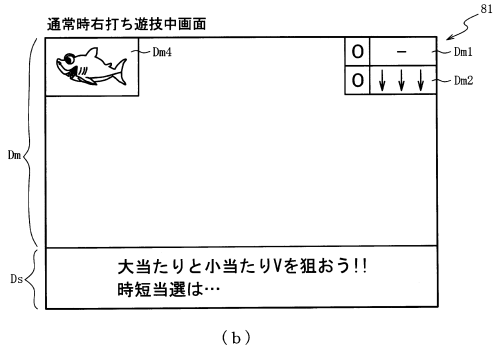 通常時右打ち遊技中画面
81
Dm4
0 − Dm1
0 ↓ ↓ ↓ Dm2
Dm
大当たりと小当たりVを狙おう!!
時短当選は…
Ds
(b)